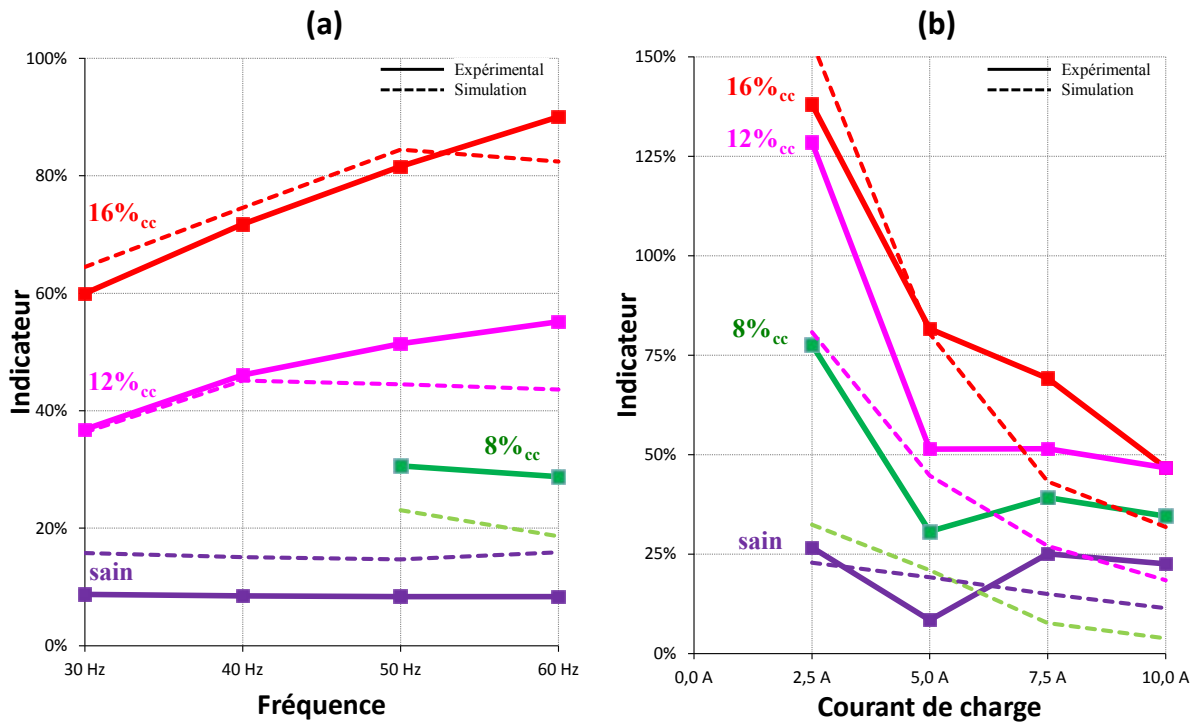 (a)
100%
80%
60%
40%
20%
0%
Indicateur
Expérimental
Simulation
16%cc
12%cc
8%cc
sain
30 Hz
40 Hz
50 Hz
60 Hz
Fréquence
(b)
150%
125%
100%
75%
50%
25%
0%
Indicateur
Expérimental
Simulation
16%cc
12%cc
8%cc
sain
0,0 A
2,5 A
5,0 A
7,5 A
10,0 A
Courant de charge